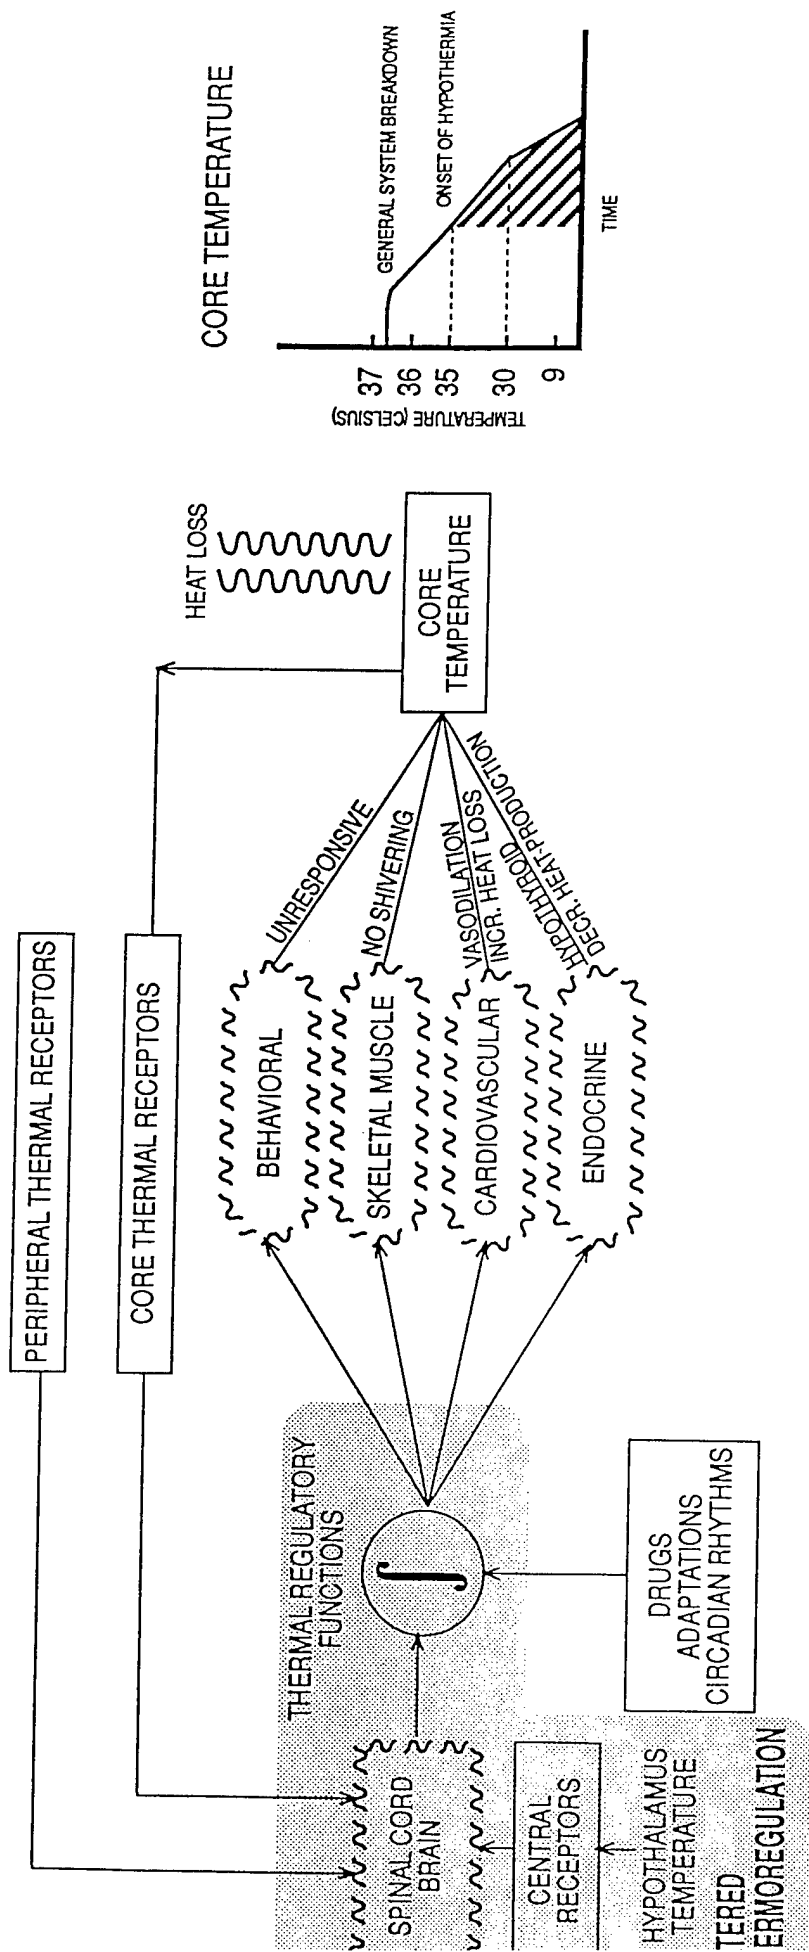 PERIPHERAL THERMAL RECEPTORS
CORE THERMAL RECEPTORS
THERMAL REGULATORY
FUNCTIONS
SPINAL CORD
BRAIN
∫
CENTRAL
RECEPTORS
HYPOTHALAMUS
TEMPERATURE
TERED
ERMOREGULATION
DRUGS
ADAPTATIONS
CIRCADIAN RHYTHMS
BEHAVIORAL
SKELETAL MUSCLE
CARDIOVASCULAR
ENDOCRINE
UNRESPONSIVE
NO SHIVERING
VASODILATION
INCR. HEAT LOSS
HYPOTHYROID
DECR. HEAT-PRODUCTION
HEAT LOSS
CORE
TEMPERATURE
CORE TEMPERATURE
GENERAL SYSTEM BREAKDOWN
ONSET OF HYPOTHERMIA
37
36
35
30
9
TEMPERATURE (CELSIUS)
TIME